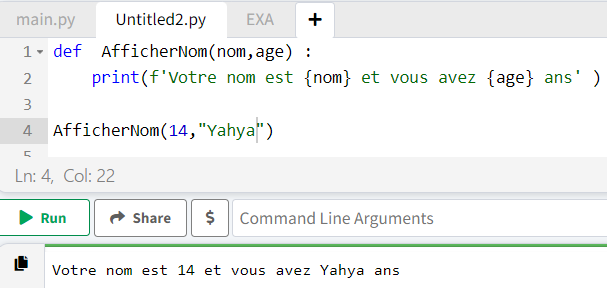 main.py Untitled2.py EXA +
1 def  AfficherNom(nom,age) :
2     print(f'Votre nom est {nom} et vous avez {age} ans' )
3
4 AfficherNom(14,"Yahya")
5
Ln: 4,  Col: 22
Run Share $ Command Line Arguments
Votre nom est 14 et vous avez Yahya ans